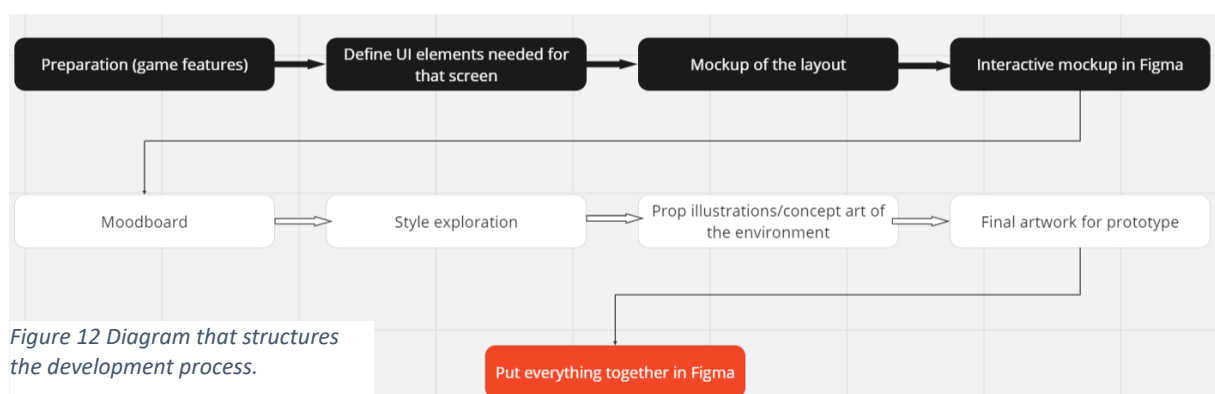 Preparation (game features)
Define UI elements needed for
that screen
Mockup of the layout
Interactive mockup in Figma
Moodboard
Style exploration
Prop illustrations/concept art of
the environment
Final artwork for prototype
Figure 12 Diagram that structures
the development process.
Put everything together in Figma